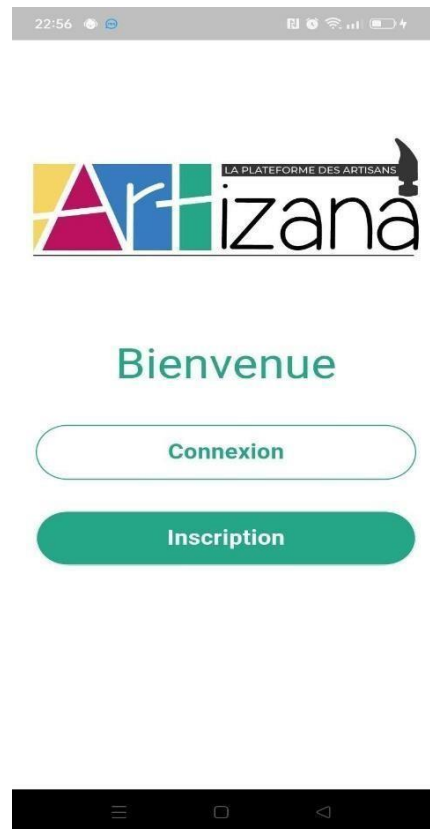 22:56
LA PLATEFORME DES ARTISANS
Artizana
Bienvenue
Connexion
Inscription